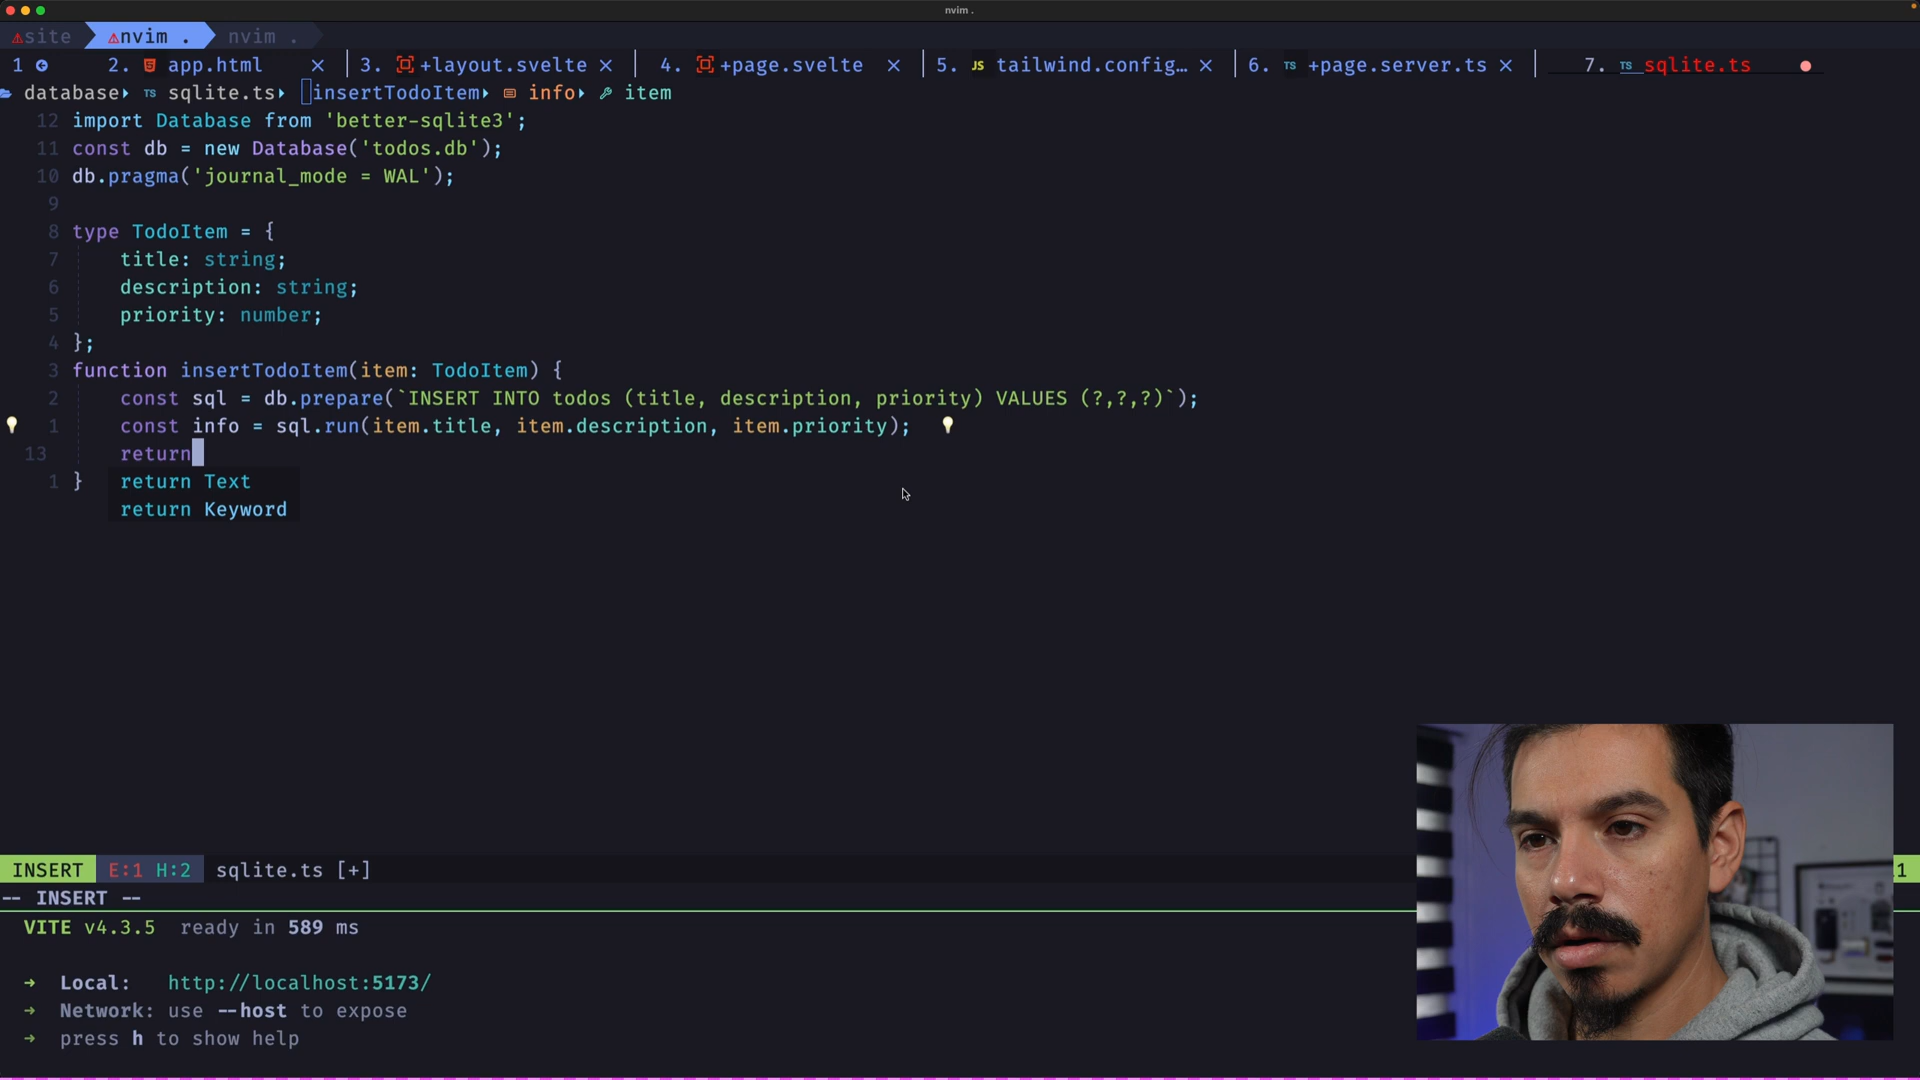 nvim .
site nvim . nvim .
1 2. app.html × 3. +layout.svelte × 4. +page.svelte × 5. JS tailwind.config… × 6. TS +page.server.ts × 7. TS sqlite.ts
database TS sqlite.ts insertTodoItem info item
12 import Database from 'better-sqlite3';
11 const db = new Database('todos.db');
10 db.pragma('journal_mode = WAL');
9
8 type TodoItem = {
7 title: string;
6 description: string;
5 priority: number;
4 };
3 function insertTodoItem(item: TodoItem) {
2 const sql = db.prepare(`INSERT INTO todos (title, description, priority) VALUES (?,?,?)`);
1 const info = sql.run(item.title, item.description, item.priority);
13 return
1 } return Text
return Keyword
INSERT E:1 H:2 sqlite.ts [+] 1
-- INSERT --
VITE v4.3.5 ready in 589 ms
➜ Local: http://localhost:5173/
➜ Network: use --host to expose
➜ press h to show help